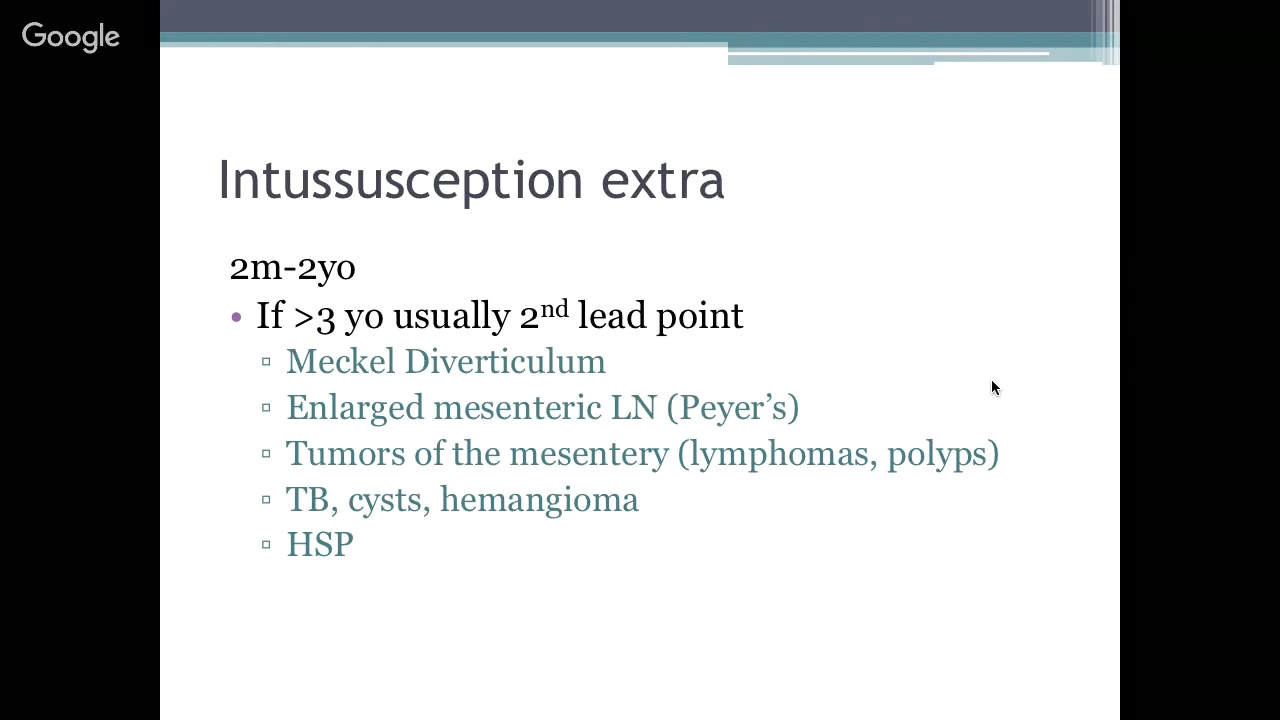 Google
Intussusception extra
2m-2yo
• If >3 yo usually 2nd lead point
▫ Meckel Diverticulum
▫ Enlarged mesenteric LN (Peyer’s)
▫ Tumors of the mesentery (lymphomas, polyps)
▫ TB, cysts, hemangioma
▫ HSP